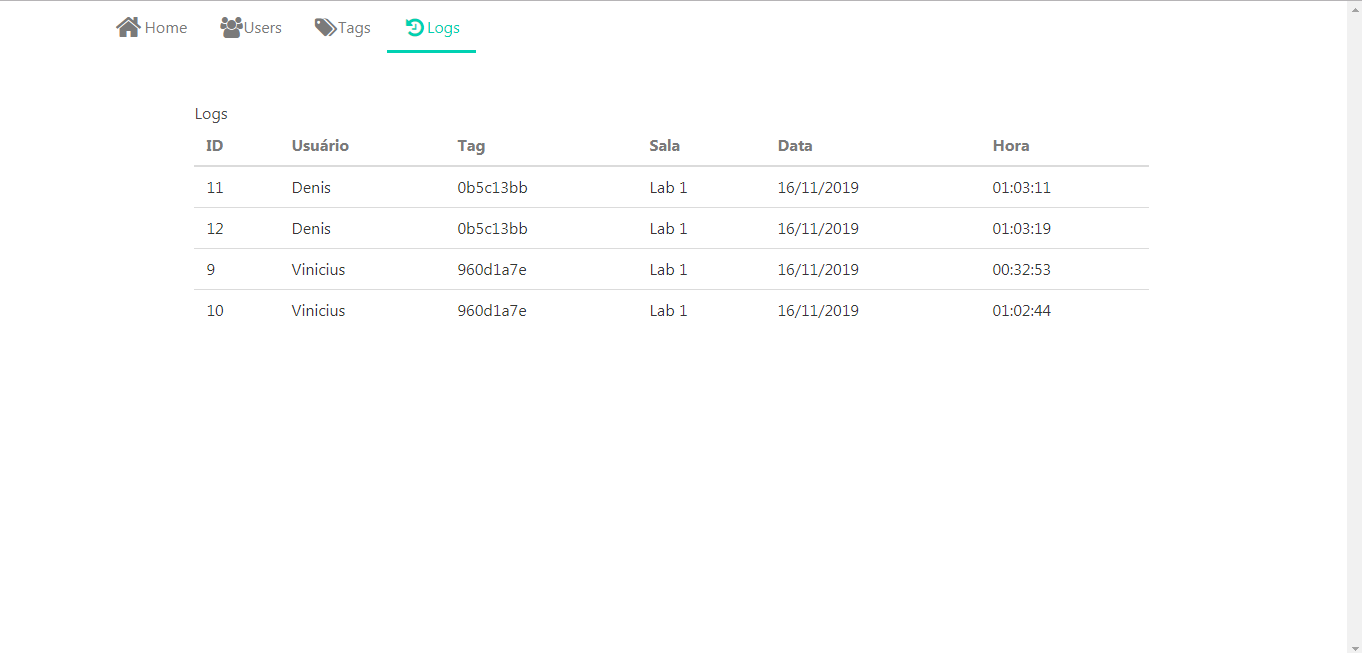 Home Users Tags Logs
Logs
ID Usuário Tag Sala Data Hora
11 Denis 0b5c13bb Lab 1 16/11/2019 01:03:11
12 Denis 0b5c13bb Lab 1 16/11/2019 01:03:19
9 Vinicius 960d1a7e Lab 1 16/11/2019 00:32:53
10 Vinicius 960d1a7e Lab 1 16/11/2019 01:02:44